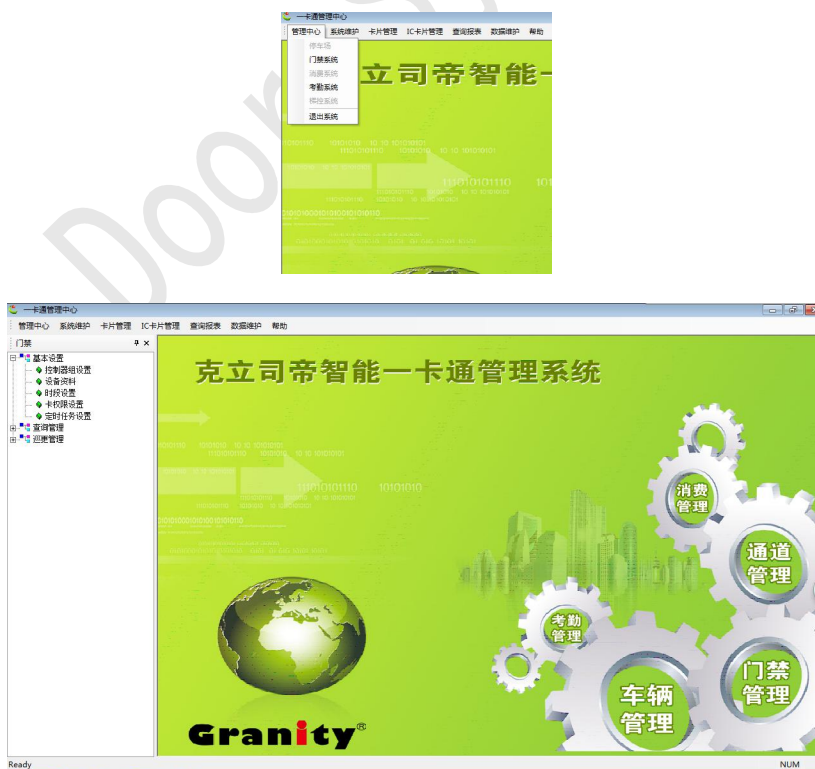 Door
一卡通管理中心
管理中心 系统维护 卡片管理 IC卡片管理 查询报表 数据维护 帮助
停车场
门禁系统
消费系统
考勤系统
梯控系统
退出系统
立司帝智能一
一卡通管理中心
管理中心 系统维护 卡片管理 IC卡片管理 查询报表 数据维护 帮助
门禁
基本设置
控制器组设置
设备资料
时段设置
卡权限设置
定时任务设置
查询管理
巡更管理
克立司帝智能一卡通管理系统
111010101110 10101010
消费
管理
通道
管理
考勤
管理
门禁
管理
车辆
管理
Granity®
Ready NUM